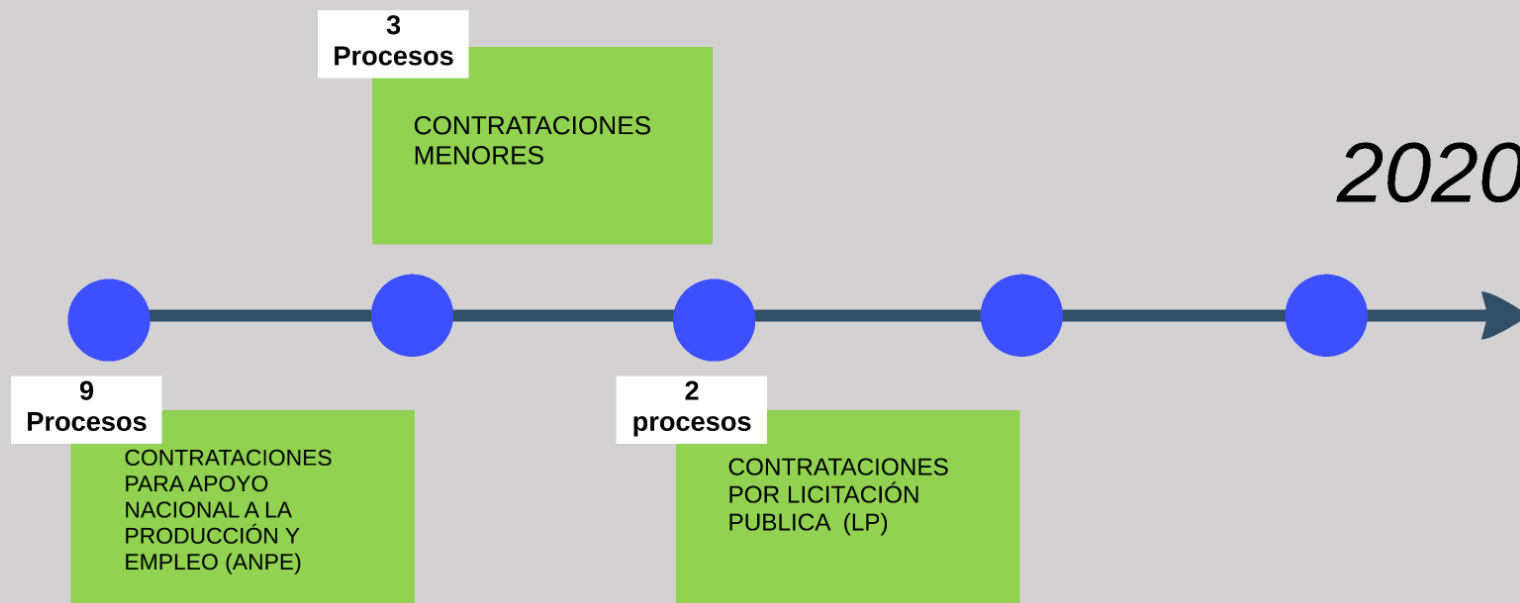 3
Procesos
CONTRATACIONES
MENORES
2020
9
Procesos
CONTRATACIONES
PARA APOYO
NACIONAL A LA
PRODUCCIÓN Y
EMPLEO (ANPE)
2
procesos
CONTRATACIONES
POR LICITACIÓN
PUBLICA  (LP)